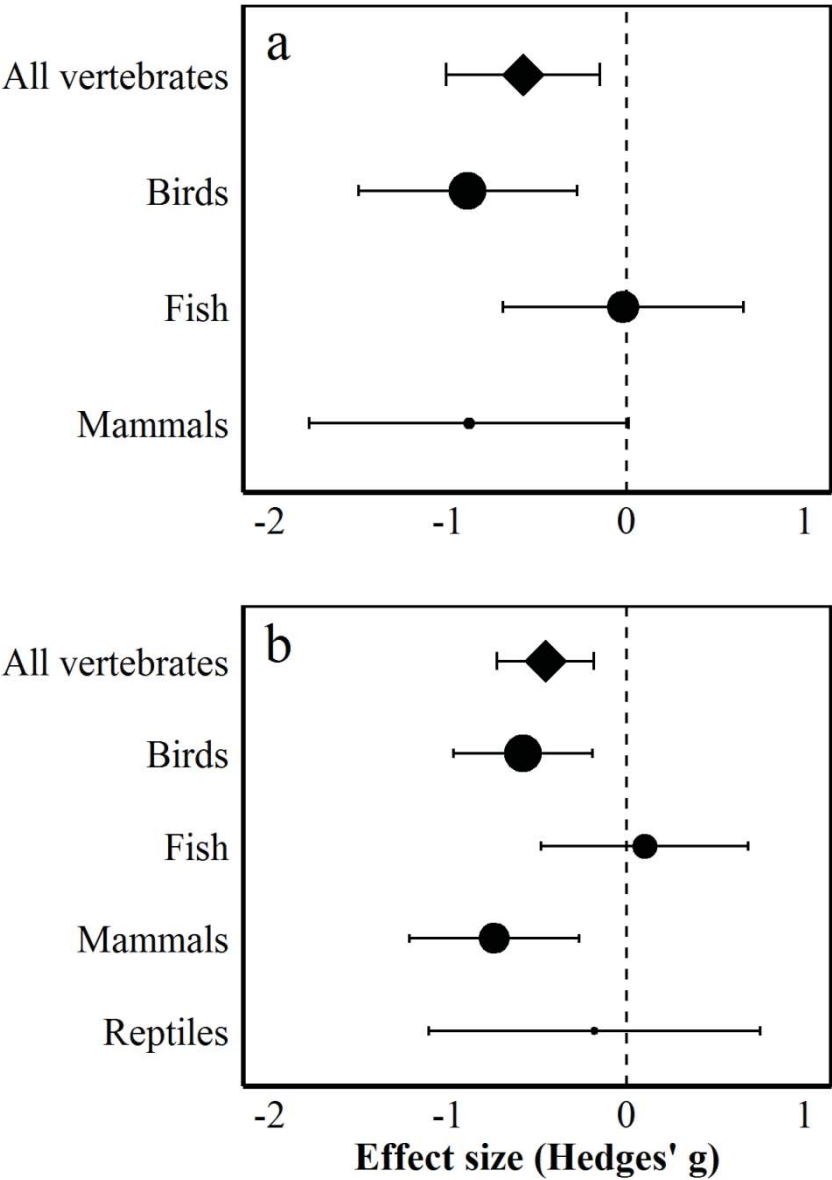 a
All vertebrates
Birds
Fish
Mammals
-2 -1 0 1
b
All vertebrates
Birds
Fish
Mammals
Reptiles
-2 -1 0 1
Effect size (Hedges' g)